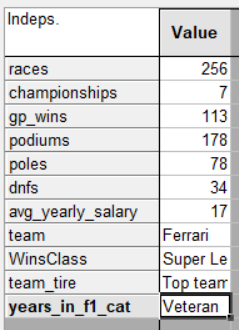 Indeps. Value
races 256
championships 7
gp_wins 113
podiums 178
poles 78
dnfs 34
avg_yearly_salary 17
team Ferrari
WinsClass Super Le
team_tire Top team
years_in_f1_cat Veteran